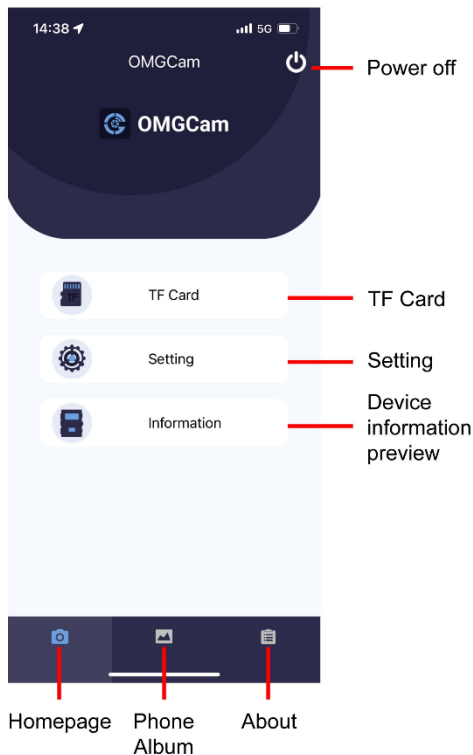 14:38 5G
OMGCam
Power off
OMGCam
TF
TF Card
TF Card
Setting
Setting
Information
Device
information
preview
Homepage
Phone
Album
About